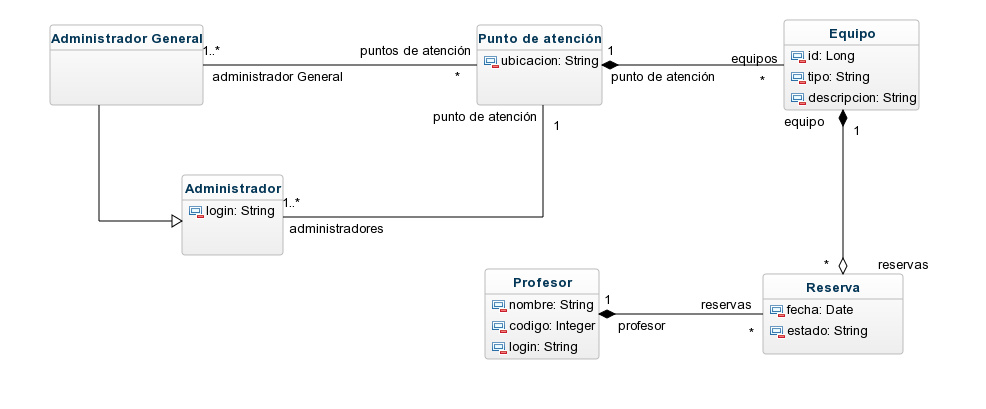 Administrador General
1..*
administrador General
puntos de atención
*
Punto de atención
ubicacion: String
1
punto de atención
equipos
*
Equipo
id: Long
tipo: String
descripcion: String
punto de atención
1
equipo
1
Administrador
login: String
1..*
administradores
*
reservas
Profesor
nombre: String
codigo: Integer
login: String
1
profesor
reservas
*
Reserva
fecha: Date
estado: String